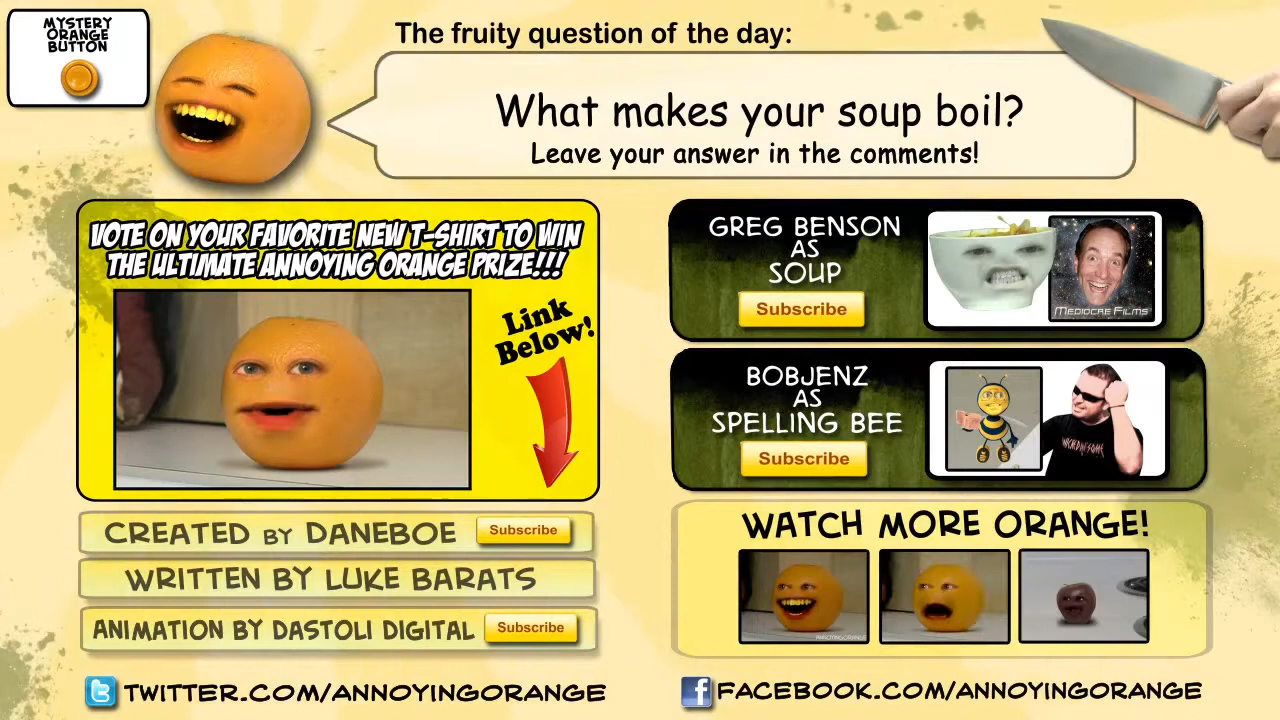 MYSTERY
ORANGE
BUTTON
The fruity question of the day:
What makes your soup boil?
Leave your answer in the comments!
VOTE ON YOUR FAVORITE NEW T-SHIRT TO WIN
THE ULTIMATE ANNOYING ORANGE PRIZE!!!
Link
Below!
GREG BENSON
AS
SOUP
Subscribe
MEDIOCRE FILMS
BOBJENZ
AS
SPELLING BEE
Subscribe
CREATED BY DANEBOE
Subscribe
WRITTEN BY LUKE BARATS
ANIMATION BY DASTOLI DIGITAL
Subscribe
WATCH MORE ORANGE!
TWITTER.COM/ANNOYINGORANGE
FACEBOOK.COM/ANNOYINGORANGE